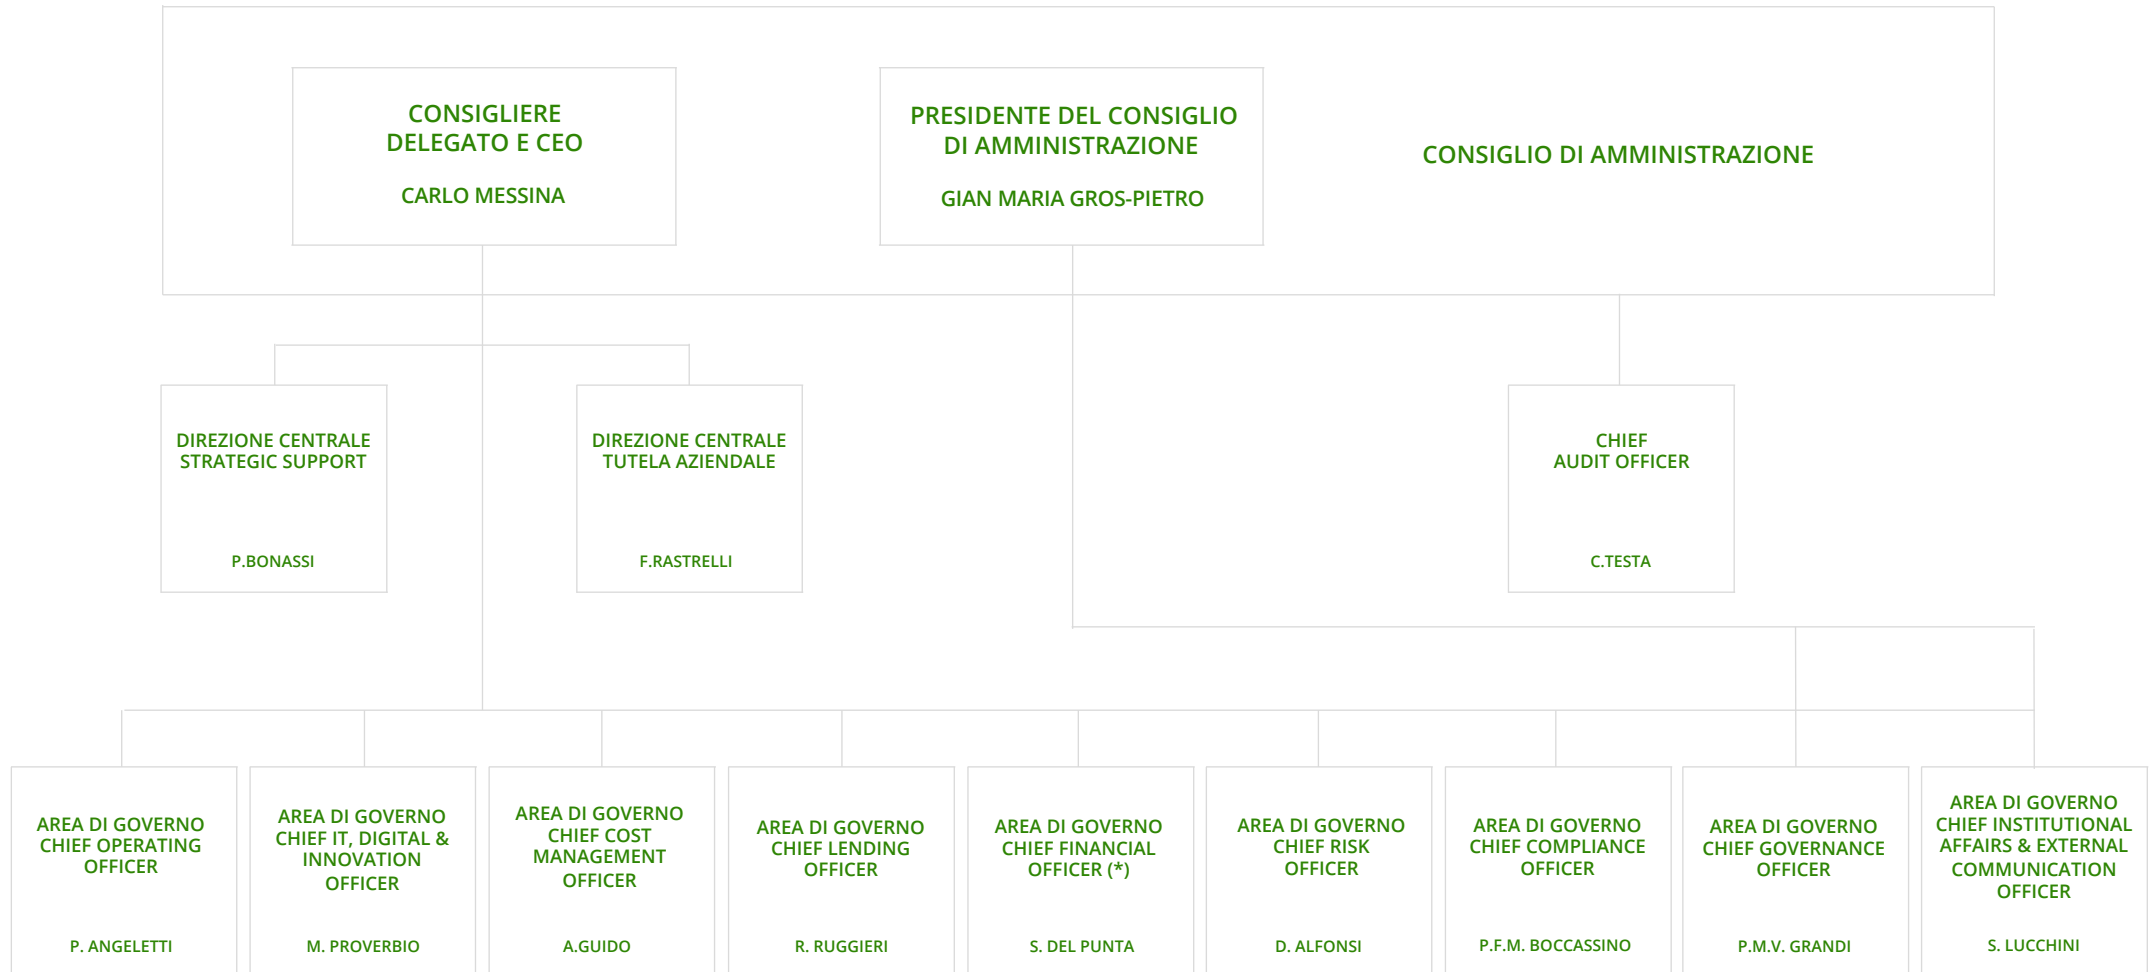 CONSIGLIERE
DELEGATO E CEO
CARLO MESSINA
PRESIDENTE DEL CONSIGLIO
DI AMMINISTRAZIONE
GIAN MARIA GROS-PIETRO
CONSIGLIO DI AMMINISTRAZIONE
DIREZIONE CENTRALE
STRATEGIC SUPPORT
P.BONASSI
DIREZIONE CENTRALE
TUTELA AZIENDALE
F.RASTRELLI
CHIEF
AUDIT OFFICER
C.TESTA
AREA DI GOVERNO
CHIEF OPERATING
OFFICER
P. ANGELETTI
AREA DI GOVERNO
CHIEF IT, DIGITAL &
INNOVATION
OFFICER
M. PROVERBIO
AREA DI GOVERNO
CHIEF COST
MANAGEMENT
OFFICER
A.GUIDO
AREA DI GOVERNO
CHIEF LENDING
OFFICER
R. RUGGIERI
AREA DI GOVERNO
CHIEF FINANCIAL
OFFICER (*)
S. DEL PUNTA
AREA DI GOVERNO
CHIEF RISK
OFFICER
D. ALFONSI
AREA DI GOVERNO
CHIEF COMPLIANCE
OFFICER
P.F.M. BOCCASSINO
AREA DI GOVERNO
CHIEF GOVERNANCE
OFFICER
P.M.V. GRANDI
AREA DI GOVERNO
CHIEF INSTITUTIONAL
AFFAIRS & EXTERNAL
COMMUNICATION
OFFICER
S. LUCCHINI